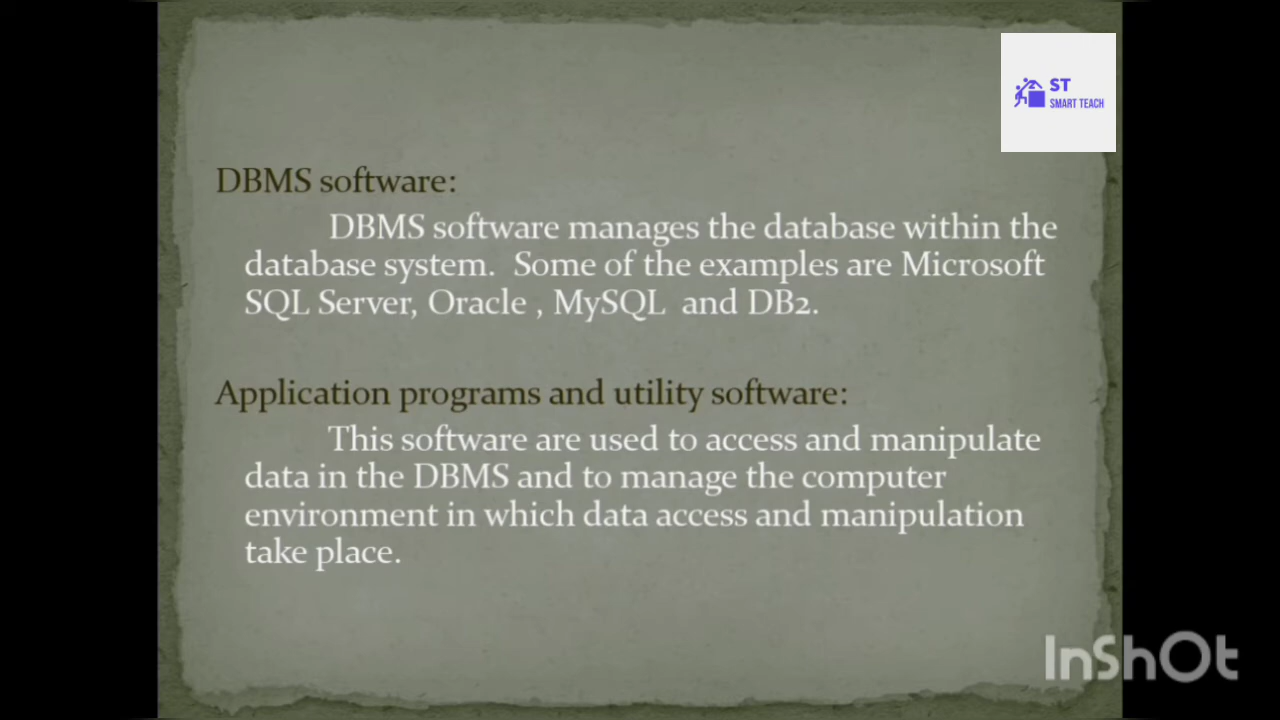 ST
SMART TEACH
DBMS software:
DBMS software manages the database within the
database system. Some of the examples are Microsoft
SQL Server, Oracle , MySQL and DB2.
Application programs and utility software:
This software are used to access and manipulate
data in the DBMS and to manage the computer
environment in which data access and manipulation
take place.
InShOt